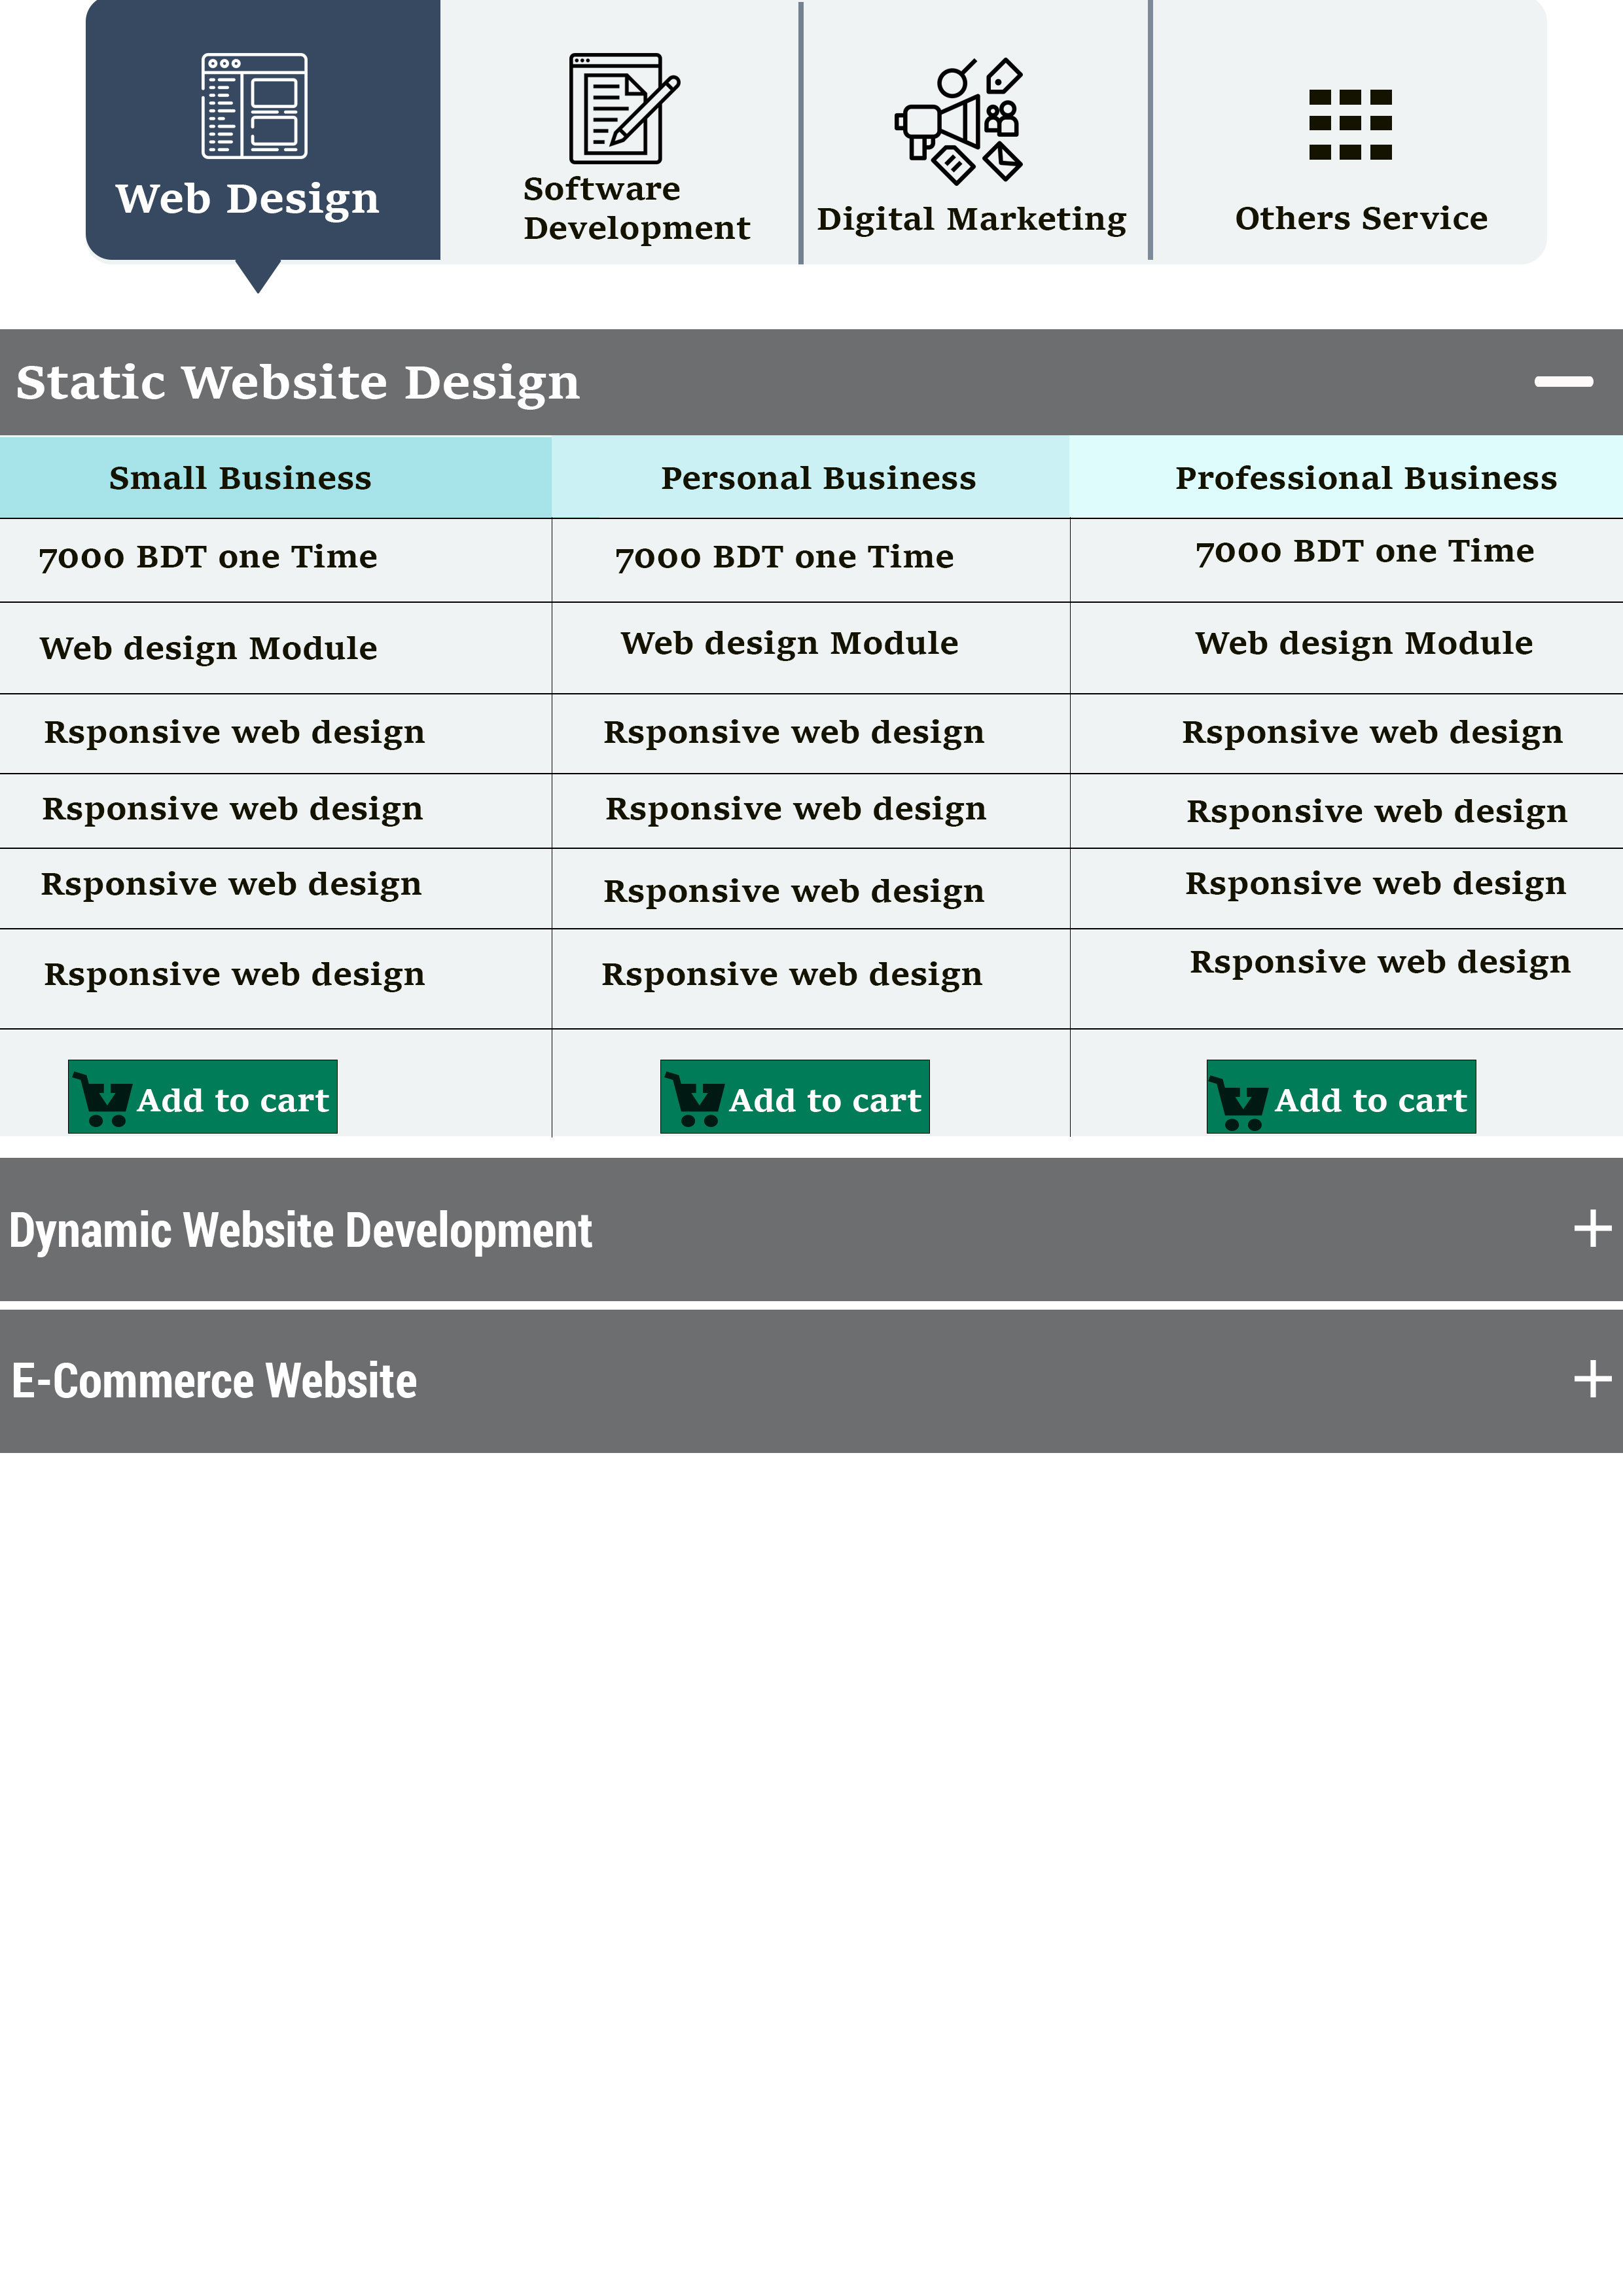 Web Design
Software
Development
Digital Marketing
Others Service
Static Website Design
Small Business
Personal Business
Professional Business
7000 BDT one Time
7000 BDT one Time
7000 BDT one Time
Web design Module
Web design Module
Web design Module
Rsponsive web design
Rsponsive web design
Rsponsive web design
Rsponsive web design
Rsponsive web design
Rsponsive web design
Rsponsive web design
Rsponsive web design
Rsponsive web design
Rsponsive web design
Rsponsive web design
Rsponsive web design
Add to cart
Add to cart
Add to cart
Dynamic Website Development
E-Commerce Website